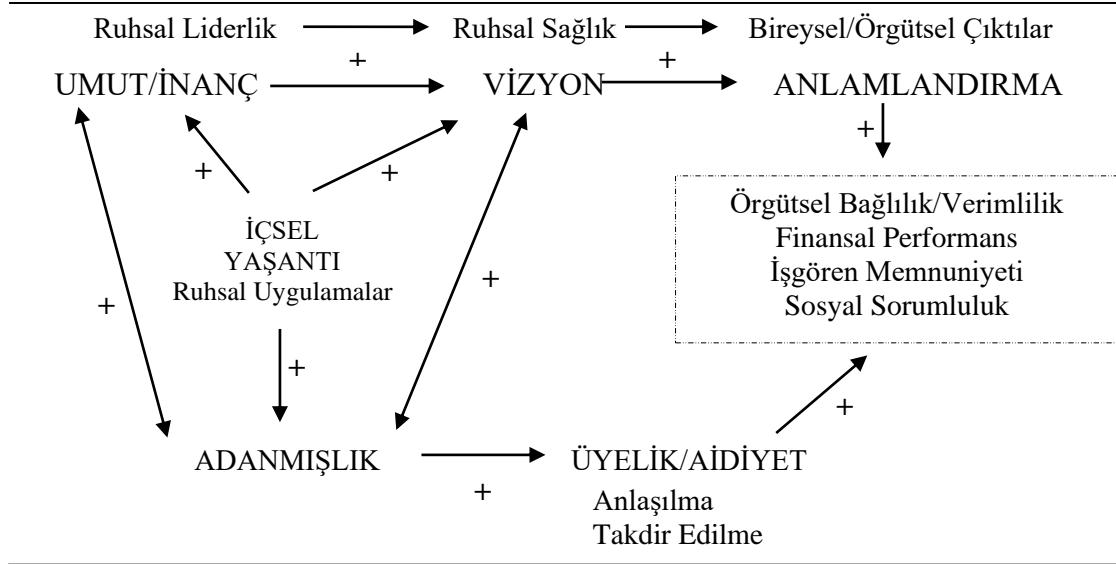 Ruhsal Liderlik Ruhsal Sağlık Bireysel/Örgütsel Çıktılar
+ +
UMUT/İNANÇ VİZYON ANLAMLANDIRMA
+
+ +
Örgütsel Bağlılık/Verimlilik
İÇSEL
Finansal Performans
YAŞANTI
İşgören Memnuniyeti
Ruhsal Uygulamalar
+ +
Sosyal Sorumluluk
+
+
ADANMIŞLIK ÜYELİK/AİDİYET
+
Anlaşılma
Takdir Edilme